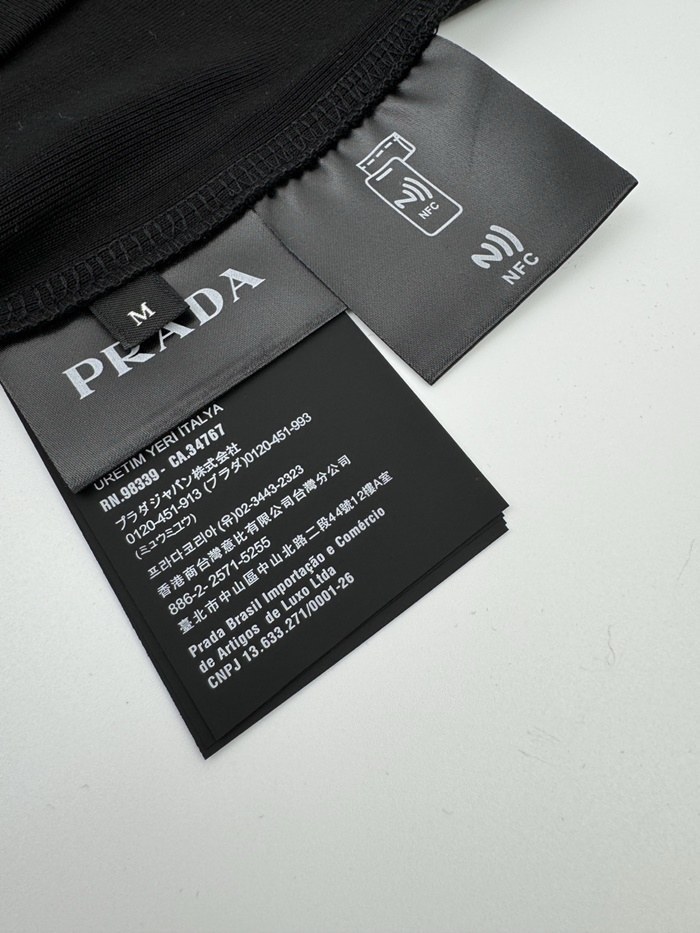 NFC
NFC
M
PRADA
ÜRETİM YERİ İTALYA
RN.98339 - CA.34767
プラダジャパン株式会社
0120-451-913 (プラダ)0120-451-993
(ミュウミュウ)
프라다코리아(유)02-3443-2323
香港商台灣意比有限公司台灣分公司
886-2- 2571-5255
臺北市中山區中山北路二段44號12樓A室
Prada Brasil Importação e Comércio
de Artigos de Luxo Ltda
CNPJ 13.633.271/0001-26